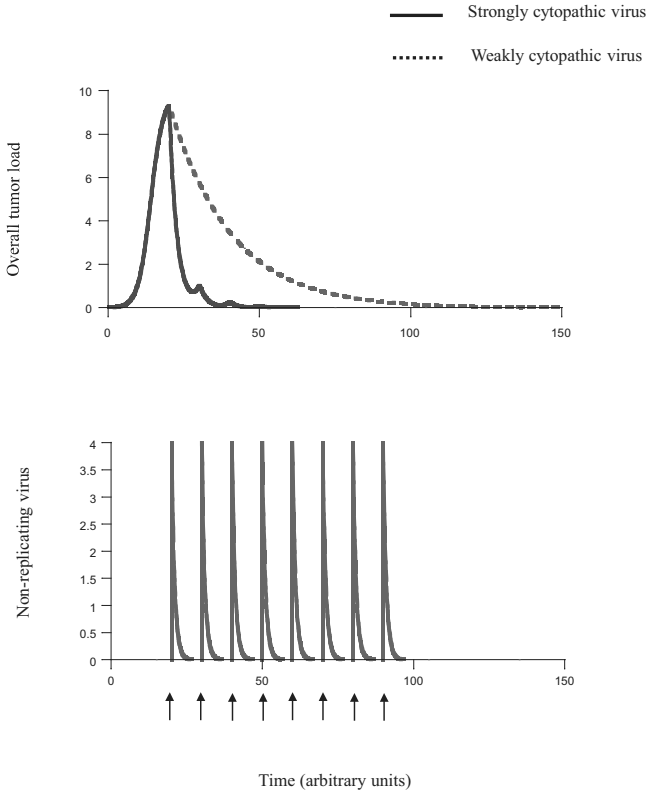 Strongly cytopathic virus
Weakly cytopathic virus
Overall tumor load
10
8
6
4
2
0
0 50 100 150
Non-replicating virus
4
3.5
3
2.5
2
1.5
1
0.5
0
0 50 100 150
Time (arbitrary units)